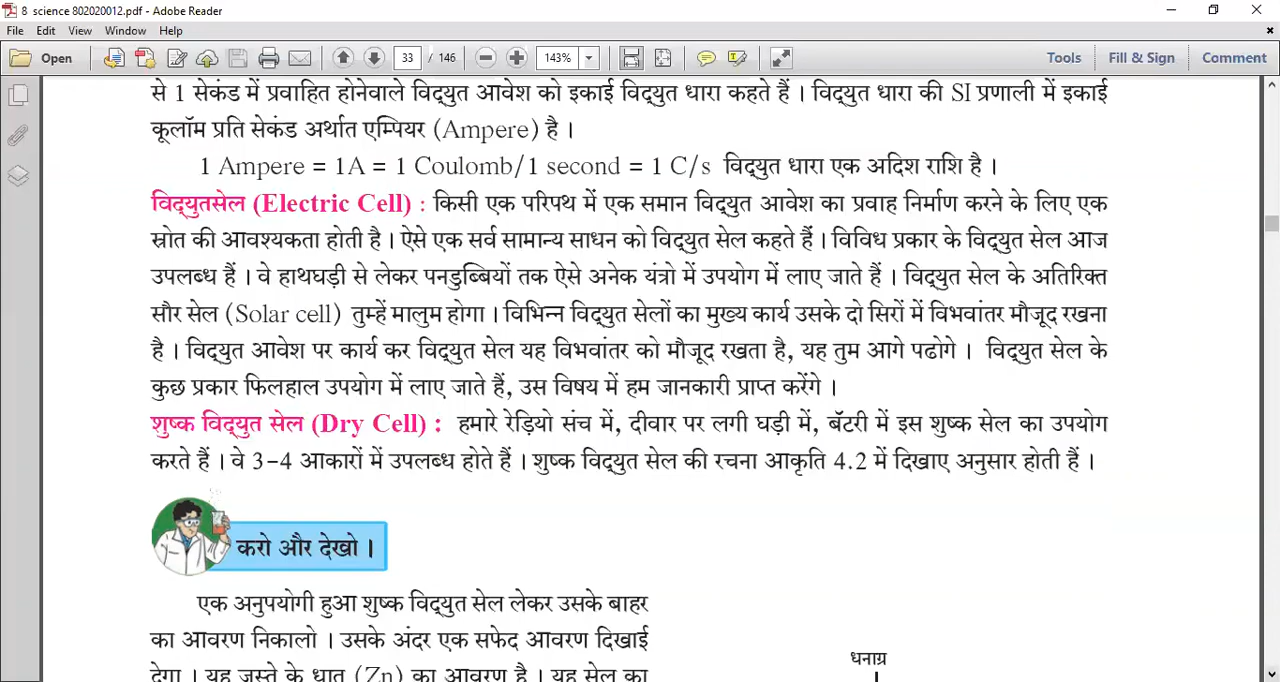 8 science 802020012.pdf - Adobe Reader
File Edit View Window Help
Open 33 / 146 143% Tools Fill & Sign Comment
से 1 सेकंड में प्रवाहित होनेवाले विद्युत आवेश को इकाई विद्युत धारा कहते हैं । विद्युत धारा की SI प्रणाली में इकाई
कूलॉम प्रति सेकंड अर्थात एम्पियर (Ampere) है ।
1 Ampere = 1A = 1 Coulomb/1 second = 1 C/s विद्युत धारा एक अदिश राशि है ।
विद्युतसेल (Electric Cell) : किसी एक परिपथ में एक समान विद्युत आवेश का प्रवाह निर्माण करने के लिए एक
स्रोत की आवश्यकता होती है । ऐसे एक सर्व सामान्य साधन को विद्युत सेल कहते हैं । विविध प्रकार के विद्युत सेल आज
उपलब्ध हैं । वे हाथघड़ी से लेकर पनडुब्बियों तक ऐसे अनेक यंत्रो में उपयोग में लाए जाते हैं । विद्युत सेल के अतिरिक्त
सौर सेल (Solar cell) तुम्हें मालुम होगा । विभिन्न विद्युत सेलों का मुख्य कार्य उसके दो सिरों में विभवांतर मौजूद रखना
है । विद्युत आवेश पर कार्य कर विद्युत सेल यह विभवांतर को मौजूद रखता है, यह तुम आगे पढोगे । विद्युत सेल के
कुछ प्रकार फिलहाल उपयोग में लाए जाते हैं, उस विषय में हम जानकारी प्राप्त करेंगे ।
शुष्क विद्युत सेल (Dry Cell) : हमारे रेडियो संच में, दीवार पर लगी घड़ी में, बॅटरी में इस शुष्क सेल का उपयोग
करते हैं । वे 3-4 आकारों में उपलब्ध होते हैं । शुष्क विद्युत सेल की रचना आकृति 4.2 में दिखाए अनुसार होती हैं ।
करो और देखो ।
एक अनुपयोगी हुआ शुष्क विद्युत सेल लेकर उसके बाहर
का आवरण निकालो । उसके अंदर एक सफेद आवरण दिखाई
देगा । यह जस्ते के धातु (Zn) का आवरण है । यह सेल का
धनाग्र